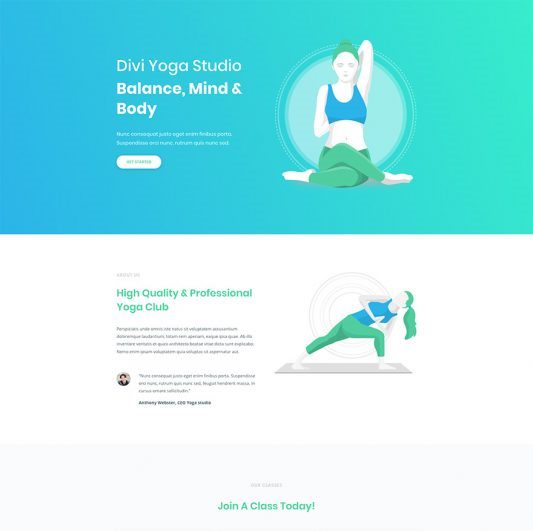 Divi Yoga Studio
Balance, Mind &
Body
Nunc consequat justo eget enim finibus porta.
Suspendisse orci nunc, rutrum quis nunc sed.
GET STARTED
ABOUT US
High Quality & Professional
Yoga Club
Perspiciatis unde omnis iste natus sit voluptatem accusantium
doloremque laudantium, totam rem aperiam, eaque ipsa quae. Ab illo
inventore veritatis et quasi architecto beatae vitae dicta sunt explicabo.
Nemo enim ipsam voluptatem quia voluptas sit aspernatur aut.
"Nunc consequat justo eget enim finibus porta. Suspendisse
orci nunc, rutrum quis nunc sed, feugiat hendrerit massa. In
cursus ornare sollicitudin."
Anthony Webster, CEO Yoga studio
OUR CLASSES
Join A Class Today!